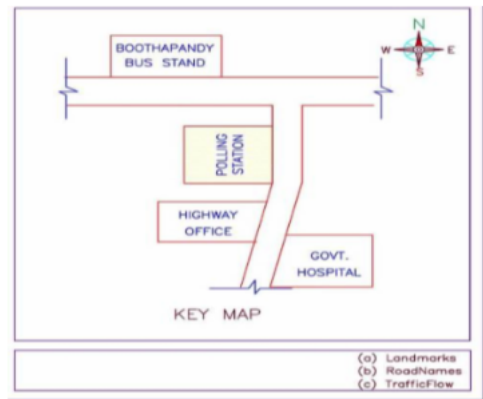 N
W E
S
BOOTHAPANDY
BUS STAND
POLLING
STATION
HIGHWAY
OFFICE
GOVT.
HOSPITAL
KEY MAP
(a) Landmarks
(b) RoadNames
(c) TrafficFlow